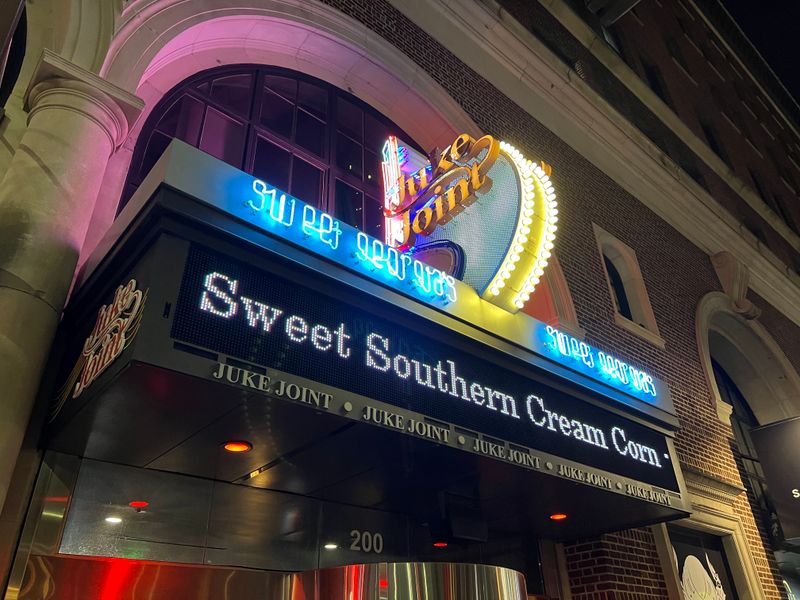 Juke
Joint
sweet georgia's
sweet georgia's
Sweet Southern Cream Corn
Juke
Joint
JUKE JOINT • JUKE JOINT • JUKE JOINT • JUKE JOINT • JUKE JOINT
200